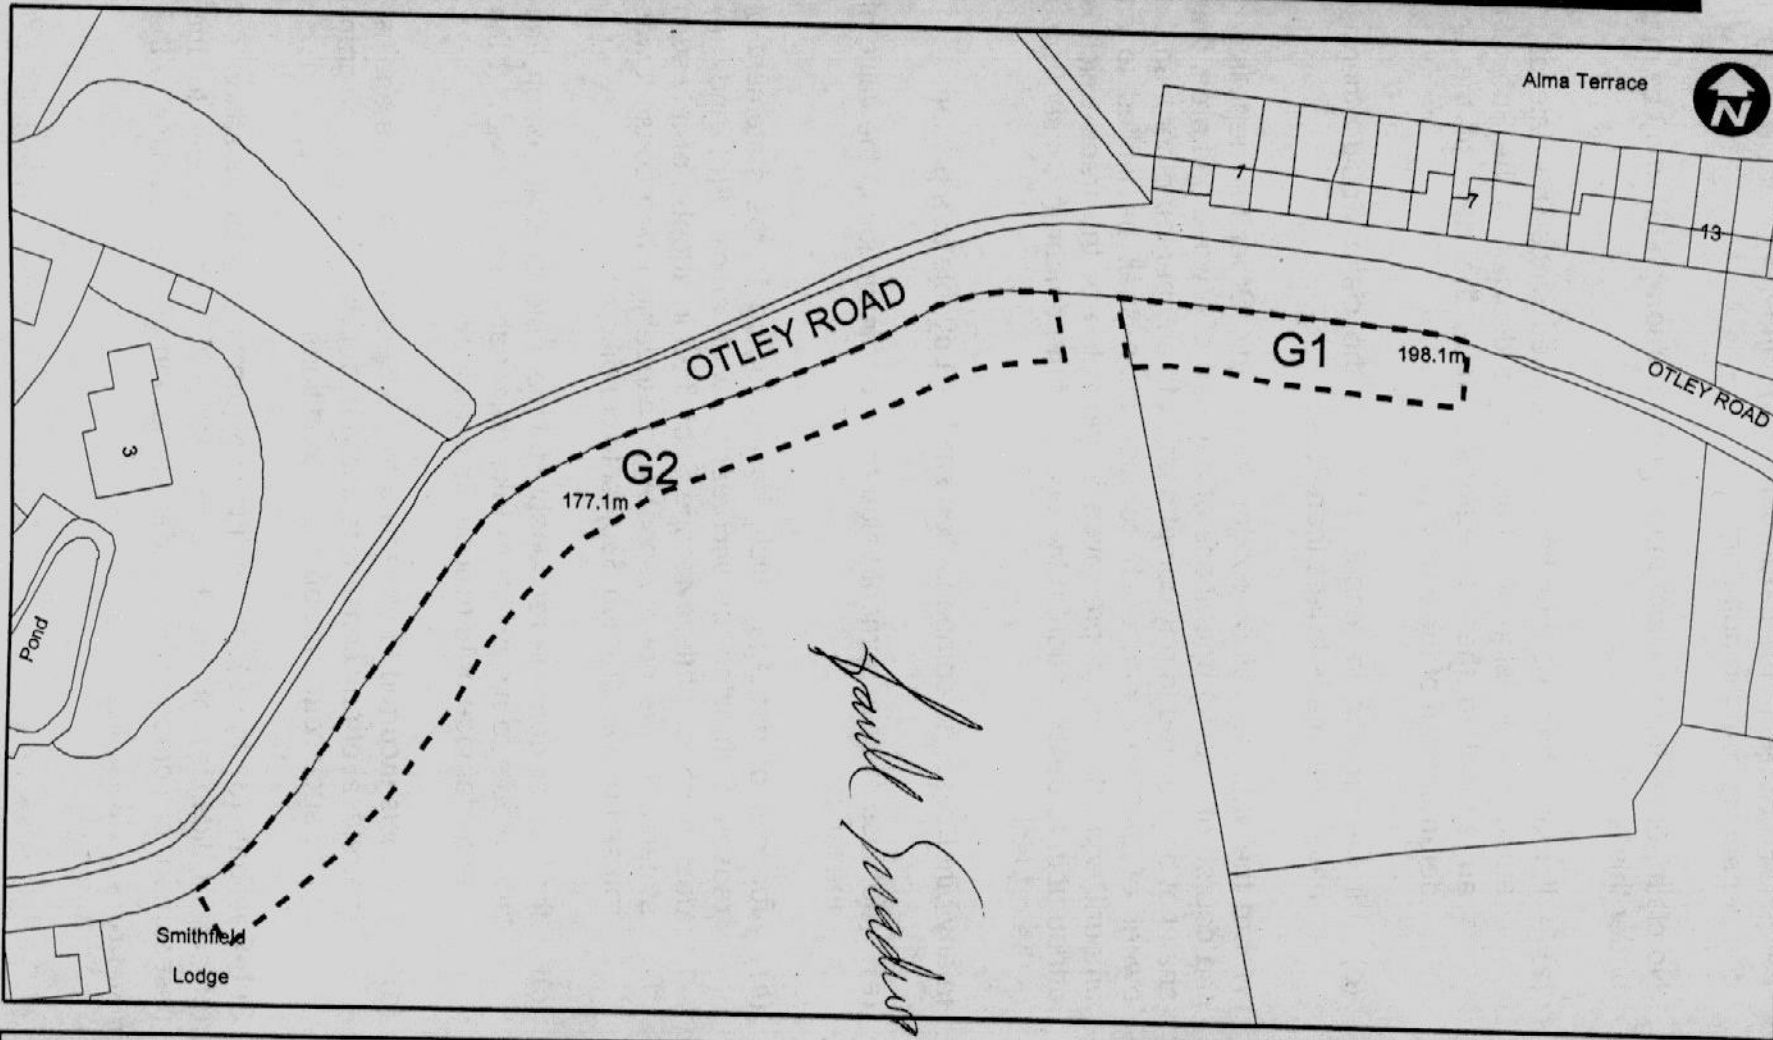 Alma Terrace
N
1
7
13
OTLEY ROAD
G1
198.1m
OTLEY ROAD
G2
177.1m
3
Pond
Smithfield
Lodge